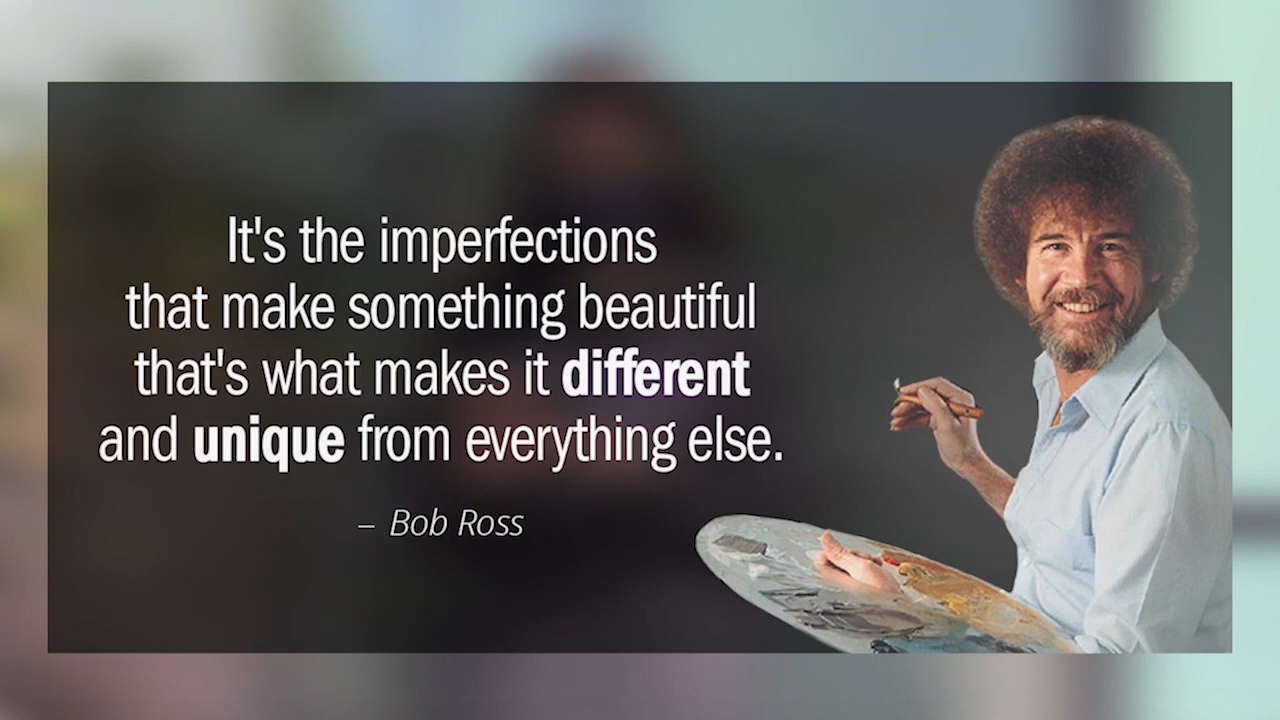 It's the imperfections
that make something beautiful
that's what makes it different
and unique from everything else.
– Bob Ross